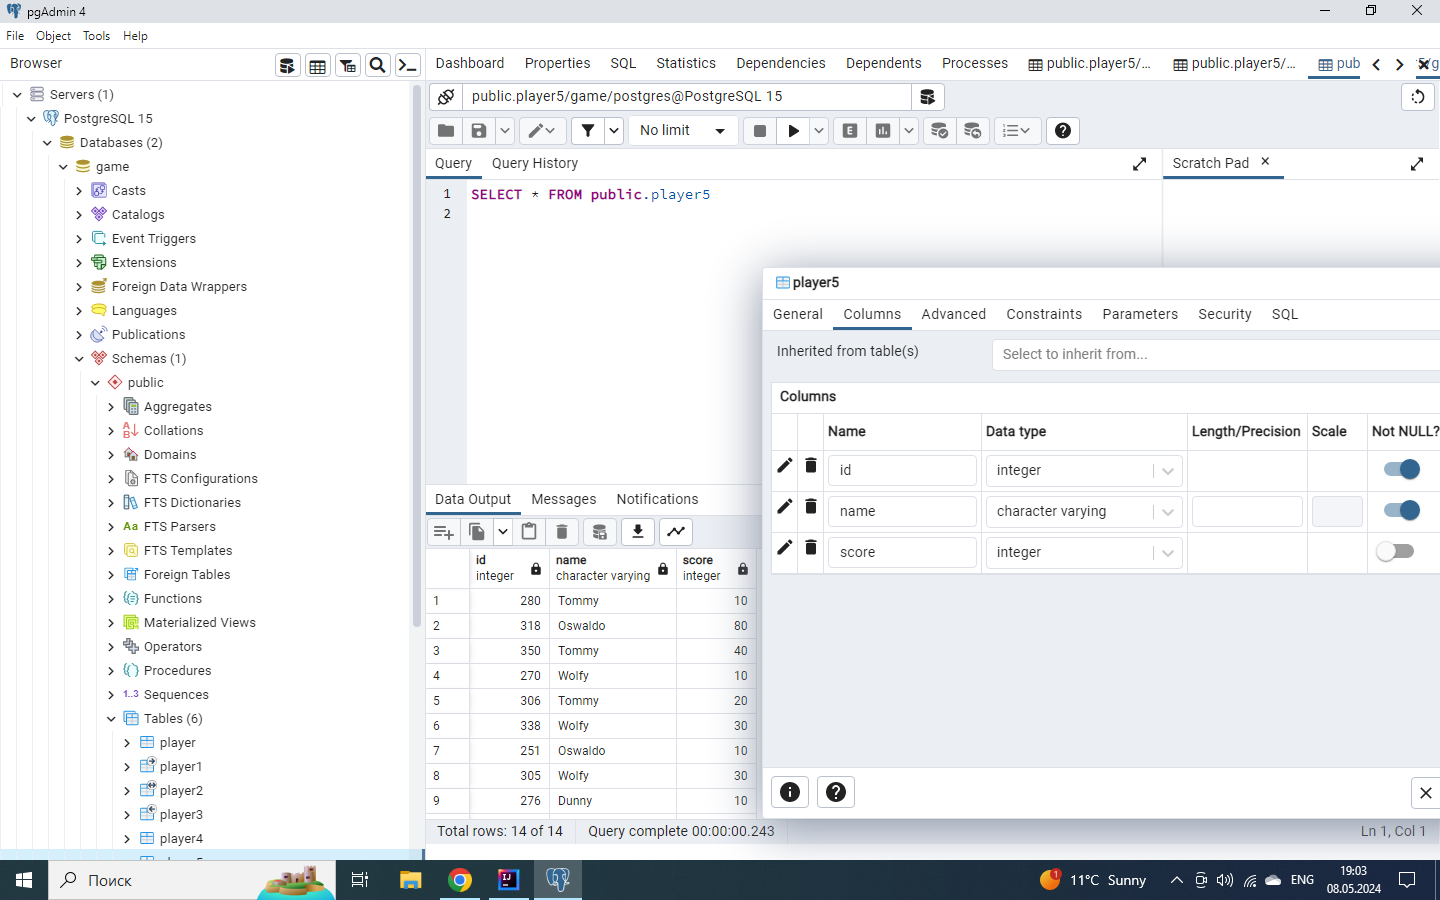 pgAdmin 4
File Object Tools Help
Browser
Dashboard Properties SQL Statistics Dependencies Dependents Processes public.player5/... public.player5/... pub
Servers (1)
PostgreSQL 15
Databases (2)
game
Casts
Catalogs
Event Triggers
Extensions
Foreign Data Wrappers
Languages
Publications
Schemas (1)
public
Aggregates
Collations
Domains
FTS Configurations
FTS Dictionaries
FTS Parsers
FTS Templates
Foreign Tables
Functions
Materialized Views
Operators
Procedures
1..3 Sequences
Tables (6)
player
player1
player2
player3
player4
public.player5/game/postgres@PostgreSQL 15
No limit
Query Query History
Scratch Pad
1 SELECT * FROM public.player5
2
Data Output Messages Notifications
id integer name character varying score integer
1 280 Tommy 10
2 318 Oswaldo 80
3 350 Tommy 40
4 270 Wolfy 10
5 306 Tommy 20
6 338 Wolfy 30
7 251 Oswaldo 10
8 305 Wolfy 30
9 276 Dunny 10
Total rows: 14 of 14 Query complete 00:00:00.243
Ln 1, Col 1
player5
General Columns Advanced Constraints Parameters Security SQL
Inherited from table(s) Select to inherit from...
Columns
Name Data type Length/Precision Scale Not NULL?
id integer
name character varying
score integer
Поиск
1
11°C Sunny
ENG
19:03
08.05.2024